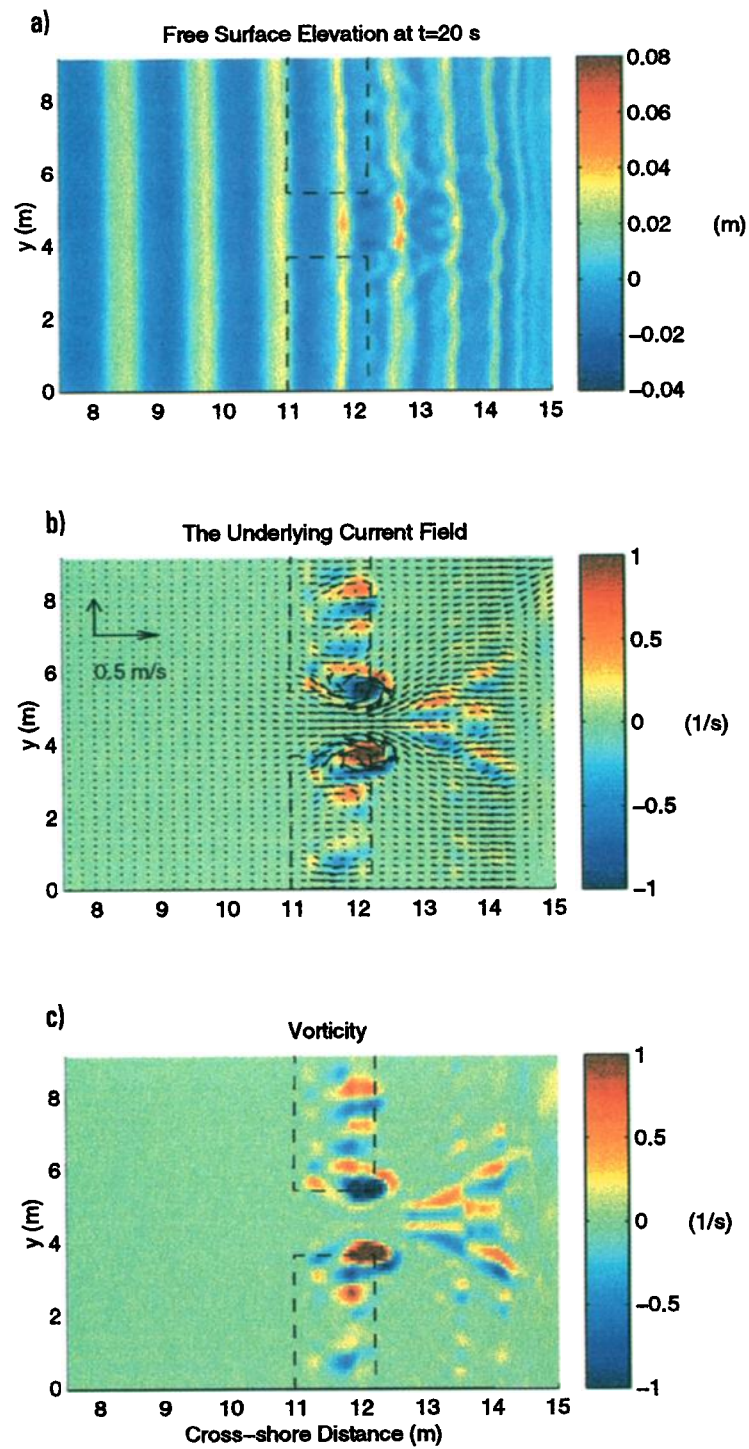 a)
Free Surface Elevation at t=20 s
y (m)
8
6
4
2
0
8 9 10 11 12 13 14 15
0.08
0.06
0.04
0.02
0
−0.02
−0.04
(m)
b)
The Underlying Current Field
y (m)
8
6
4
2
0
0.5 m/s
8 9 10 11 12 13 14 15
1
0.5
0
−0.5
−1
(1/s)
c)
Vorticity
y (m)
8
6
4
2
0
8 9 10 11 12 13 14 15
Cross−shore Distance (m)
1
0.5
0
−0.5
−1
(1/s)